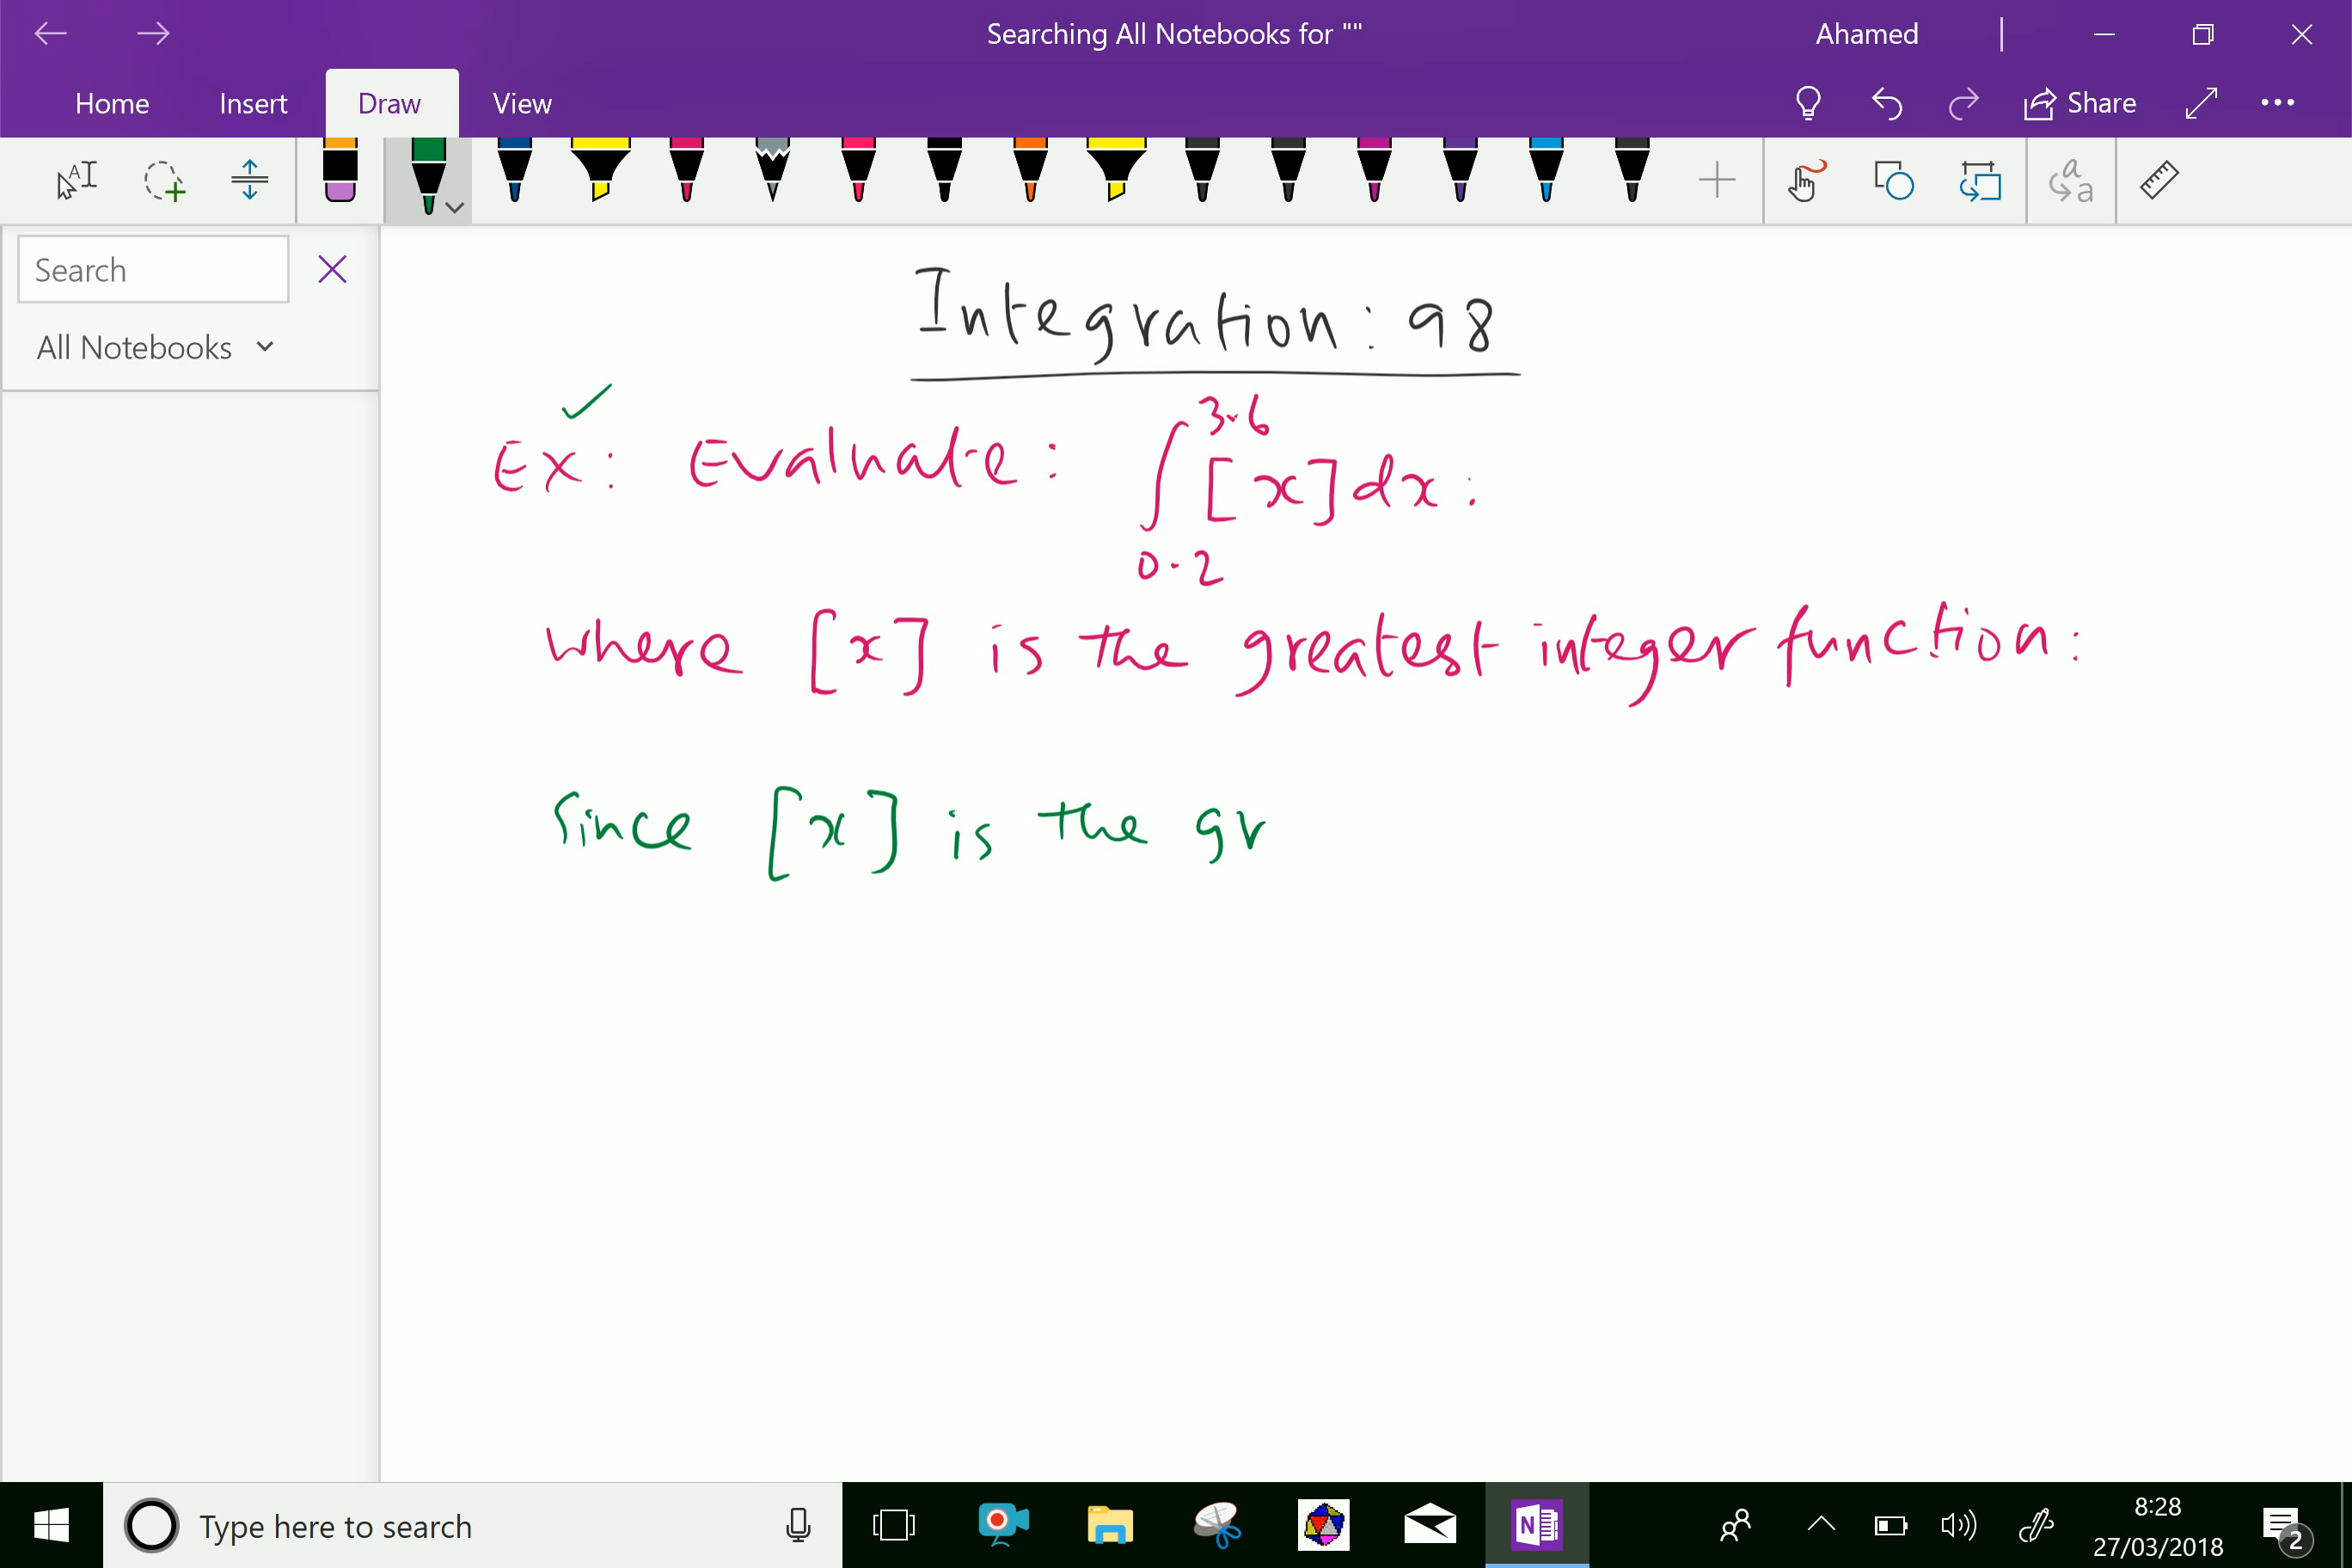 Searching All Notebooks for ""
Ahamed
Home Insert Draw View
Share
Search
All Notebooks
Integration: 98
Ex: Evaluate: ∫ 0.2 3.6 [x]dx:
where [x] is the greatest integer function:
Since [x] is the gr
Type here to search
8:28
27/03/2018
2